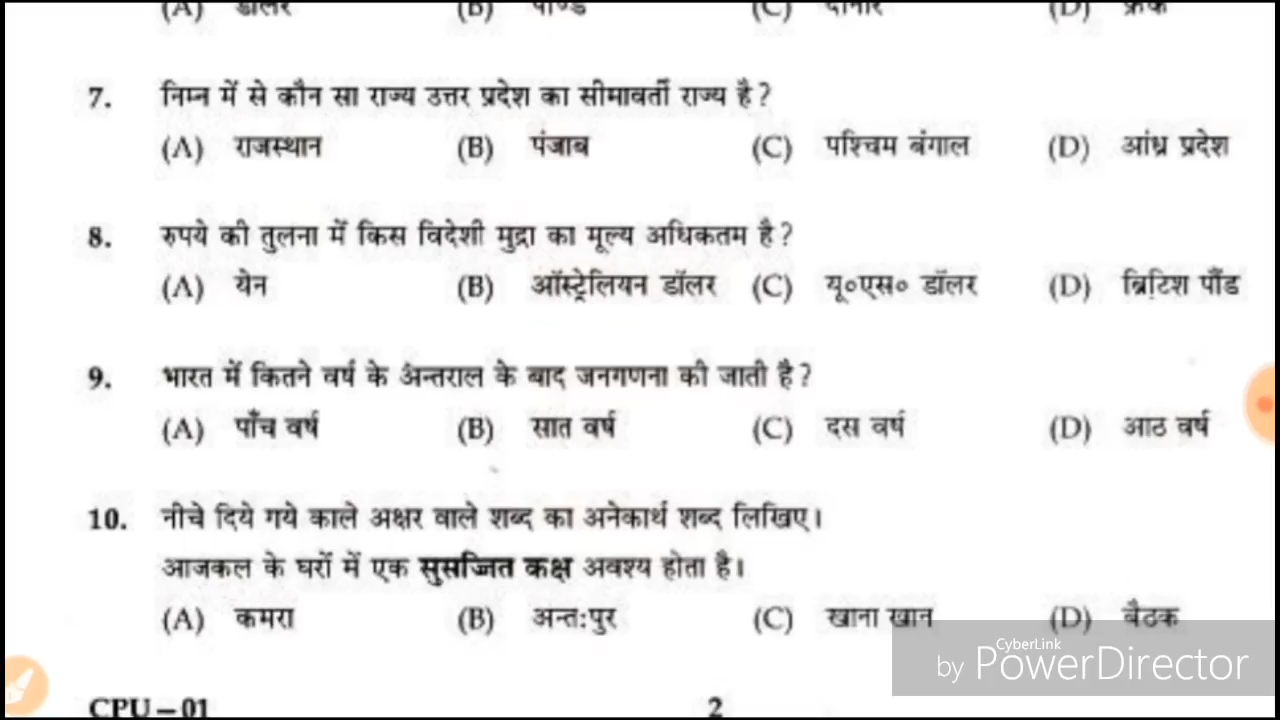 (A) डॉलर (B) पौण्ड (C) दीनार (D) फ्रैंक
7. निम्न में से कौन सा राज्य उत्तर प्रदेश का सीमावर्ती राज्य है?
(A) राजस्थान (B) पंजाब (C) पश्चिम बंगाल (D) आंध्र प्रदेश
8. रुपये की तुलना में किस विदेशी मुद्रा का मूल्य अधिकतम है?
(A) येन (B) ऑस्ट्रेलियन डॉलर (C) यू०एस० डॉलर (D) ब्रिटिश पौंड
9. भारत में कितने वर्ष के अन्तराल के बाद जनगणना की जाती है?
(A) पाँच वर्ष (B) सात वर्ष (C) दस वर्ष (D) आठ वर्ष
10. नीचे दिये गये काले अक्षर वाले शब्द का अनेकार्थ शब्द लिखिए।
आजकल के घरों में एक सुसज्जित कक्ष अवश्य होता है।
(A) कमरा (B) अन्तःपुर (C) खाना खान (D) बैठक
CyberLink
by PowerDirector
CPU – 01 2